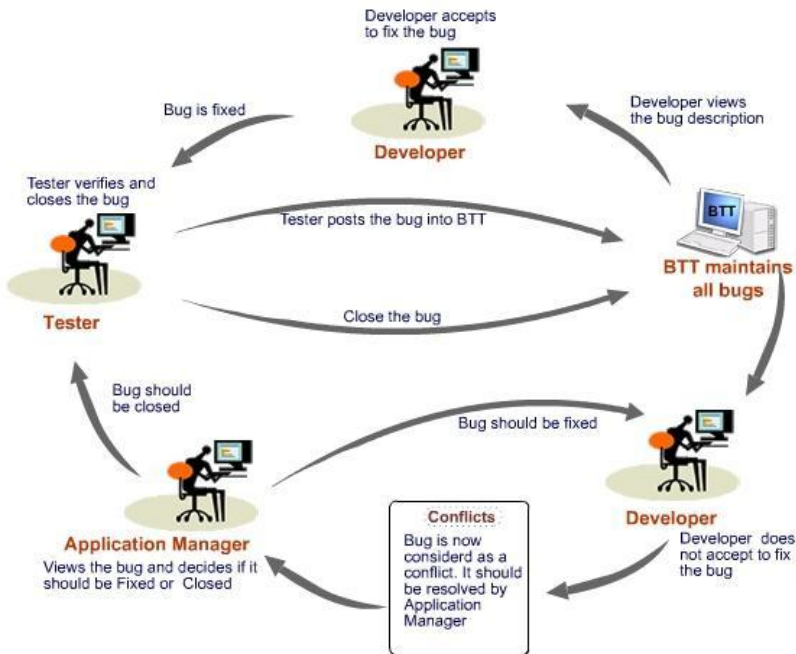 Developer accepts
to fix the bug
Bug is fixed
Developer
Developer views
the bug description
Tester verifies and
closes the bug
Tester posts the bug into BTT
BTT
BTT maintains
all bugs
Tester
Close the bug
Bug should
be closed
Bug should be fixed
Application Manager
Views the bug and decides if it
should be Fixed or Closed
Conflicts
Bug is now
considerd as a
conflict. It should
be resolved by
Application
Manager
Developer
Developer does
not accept to fix
the bug